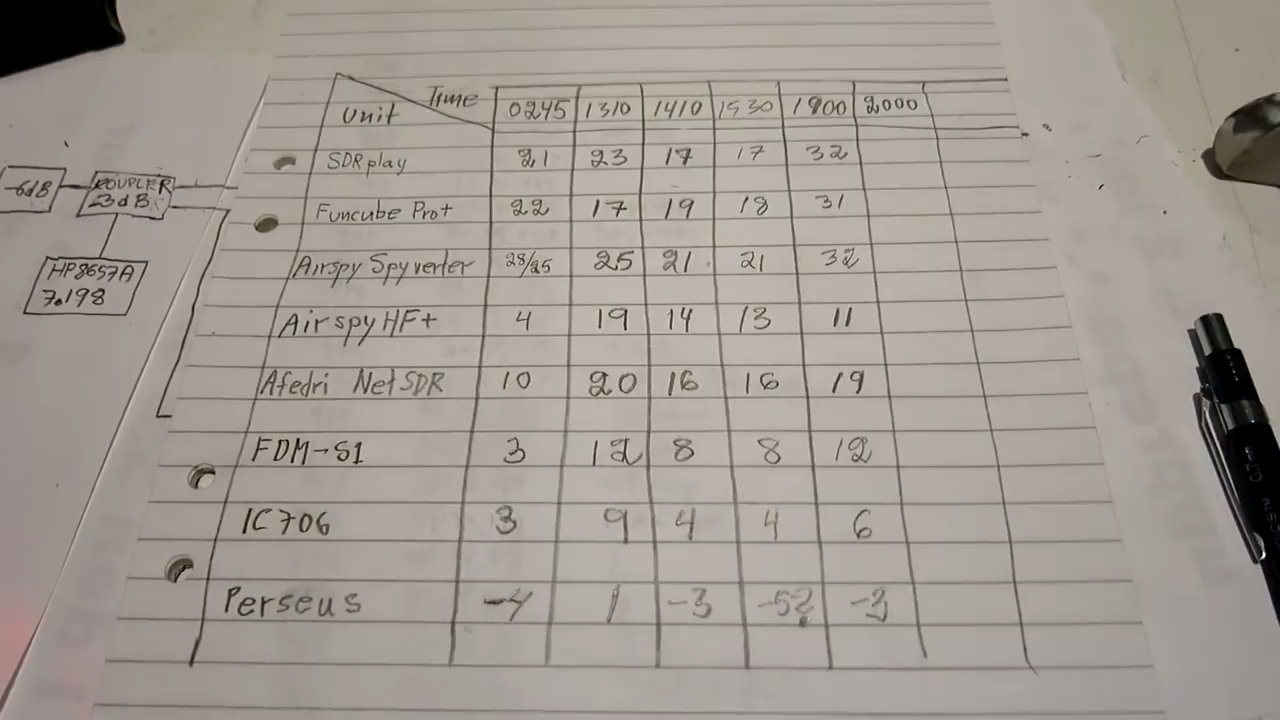 Time
Unit 0245 1310 1410 1530 1800 2000
SDRplay 21 23 17 17 32
Funcube Pro+ 22 17 19 18 31
Airspy Spyverter 28/25 25 21 21 32
Airspy HF+ 4 19 14 13 11
Afedri NetSDR 10 20 16 16 19
FDM-S1 3 12 8 8 12
IC706 3 9 4 4 6
Perseus -4 1 -3 -5? -3
-6dB
COUPLER
-3dB
HP8657A
7.198